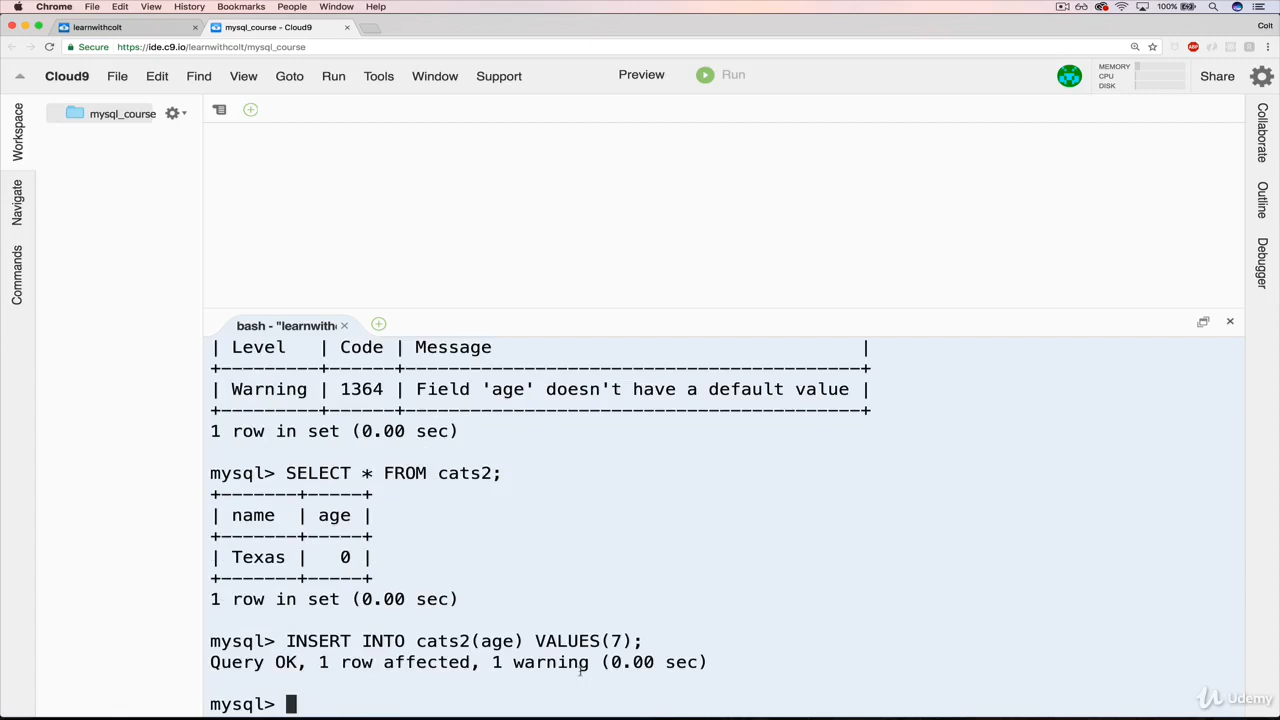 Chrome File Edit View History Bookmarks People Window Help 100% Colt
learnwithcolt mysql_course - Cloud9
Secure https://ide.c9.io/learnwithcolt/mysql_course
Cloud9 File Edit Find View Goto Run Tools Window Support Preview Run MEMORY CPU DISK Share
Workspace
Navigate
Commands
mysql_course
Collaborate
Outline
Debugger
bash - "learnwith
| Level | Code | Message |
+---------+------+------------------------------------------+
| Warning | 1364 | Field 'age' doesn't have a default value |
+---------+------+------------------------------------------+
1 row in set (0.00 sec)
mysql> SELECT * FROM cats2;
+-------+-----+
| name | age |
+-------+-----+
| Texas | 0 |
+-------+-----+
1 row in set (0.00 sec)
mysql> INSERT INTO cats2(age) VALUES(7);
Query OK, 1 row affected, 1 warning (0.00 sec)
mysql>
Udemy